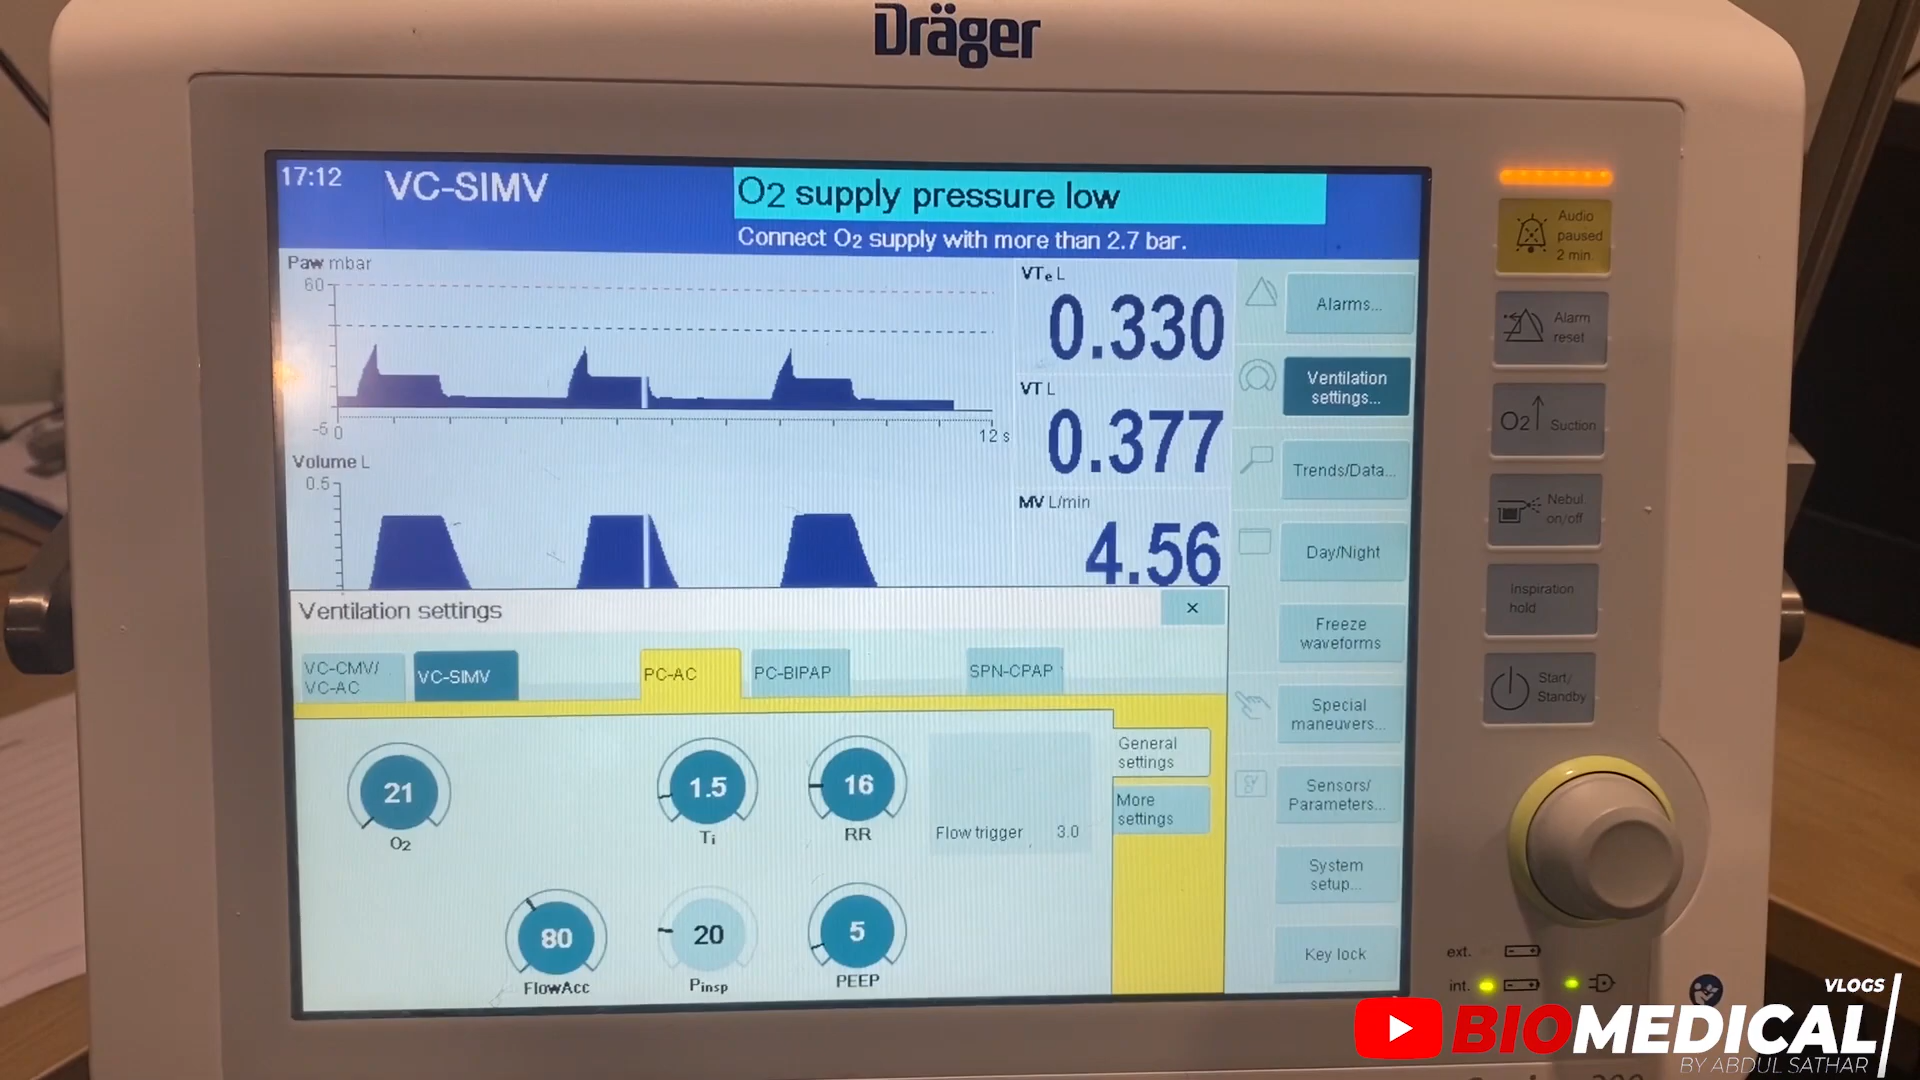 Dräger
17:12
VC-SIMV
O2 supply pressure low
Connect O2 supply with more than 2.7 bar.
Paw mbar
60
-5
0
12 s
Volume L
0.5
VTe L
0.330
VT L
0.377
MV L/min
4.56
Alarms...
Ventilation
settings...
Trends/Data...
Day/Night
Freeze
waveforms
Special
maneuvers...
Sensors/
Parameters...
System
setup...
Key lock
Ventilation settings
×
VC-CMV/
VC-AC
VC-SIMV
PC-AC
PC-BIPAP
SPN-CPAP
General
settings
More
settings
21
O2
1.5
Ti
16
RR
Flow trigger 3.0
80
FlowAcc
20
Pinsp
5
PEEP
Audio
paused
2 min.
Alarm
reset
O2 Suction
Nebul.
on/off
Inspiration
hold
Start/
Standby
ext.
int.
VLOGS
BIOMEDICAL
BY ABDUL SATHAR